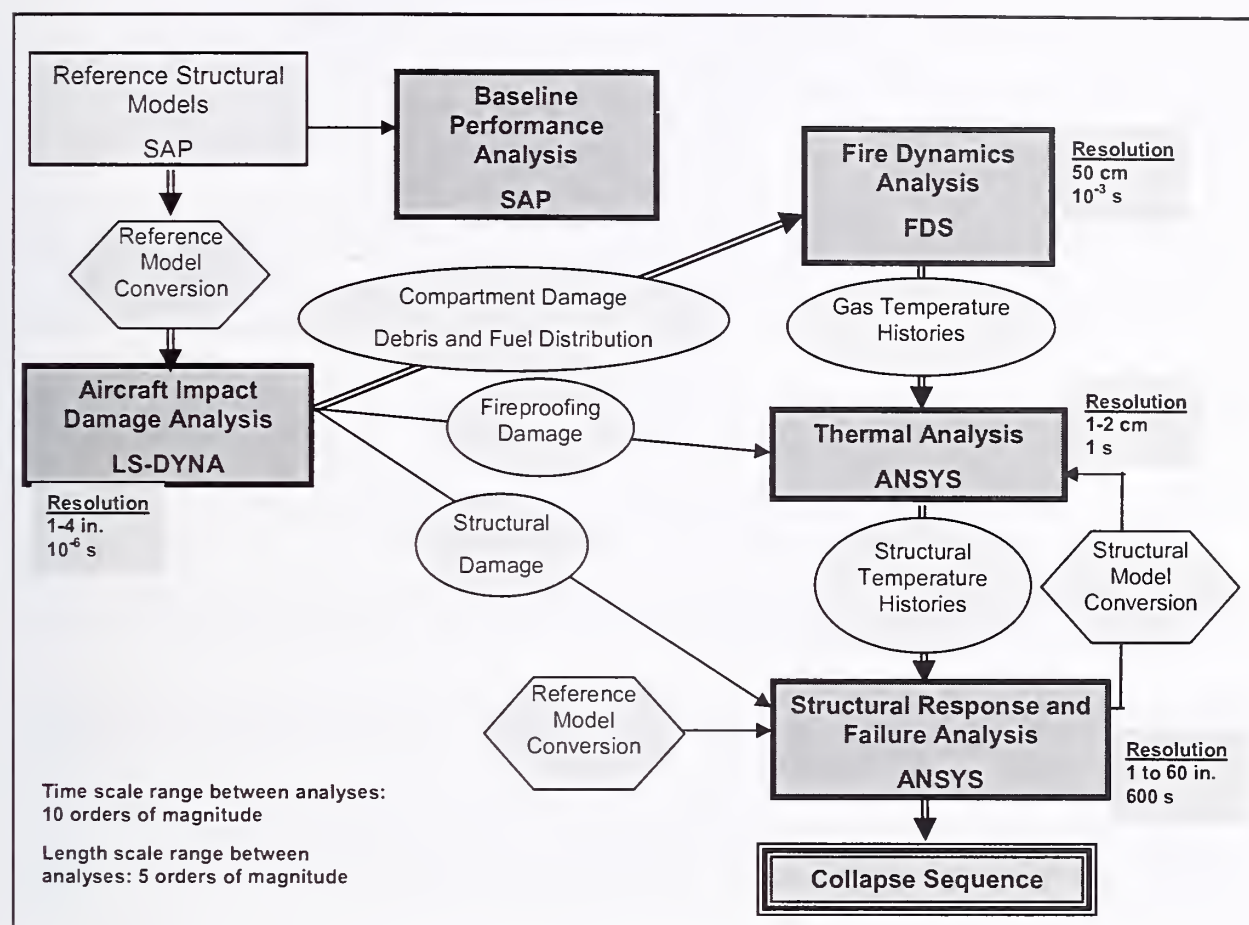 Reference Structural
Models
SAP
Baseline
Performance
Analysis
SAP
Fire Dynamics
Analysis
FDS
Resolution
50 cm
10⁻³ s
Reference
Model
Conversion
Compartment Damage
Debris and Fuel Distribution
Gas Temperature
Histories
Aircraft Impact
Damage Analysis
LS-DYNA
Resolution
1-4 in.
10⁻⁶ s
Fireproofing
Damage
Thermal Analysis
ANSYS
Resolution
1-2 cm
1 s
Structural
Damage
Structural
Temperature
Histories
Structural
Model
Conversion
Reference
Model
Conversion
Structural Response and
Failure Analysis
ANSYS
Resolution
1 to 60 in.
600 s
Time scale range between analyses:
10 orders of magnitude
Length scale range between
analyses: 5 orders of magnitude
Collapse Sequence